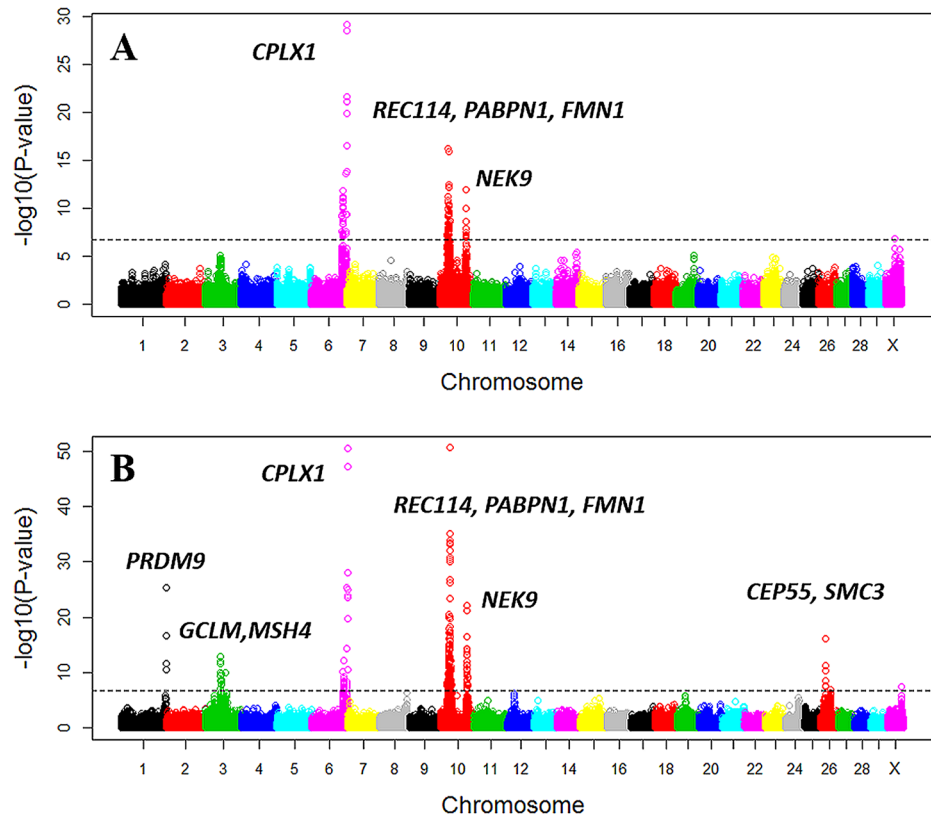 A
CPLX1
REC114, PABPN1, FMN1
NEK9
-log10(P-value)
30
25
20
15
10
5
0
1 2 3 4 5 6 7 8 9 10 11 12 14 16 18 20 22 24 26 28 X
Chromosome
B
CPLX1
REC114, PABPN1, FMN1
PRDM9
NEK9
CEP55, SMC3
GCLM,MSH4
-log10(P-value)
50
40
30
20
10
0
1 2 3 4 5 6 7 8 9 10 11 12 14 16 18 20 22 24 26 28 X
Chromosome